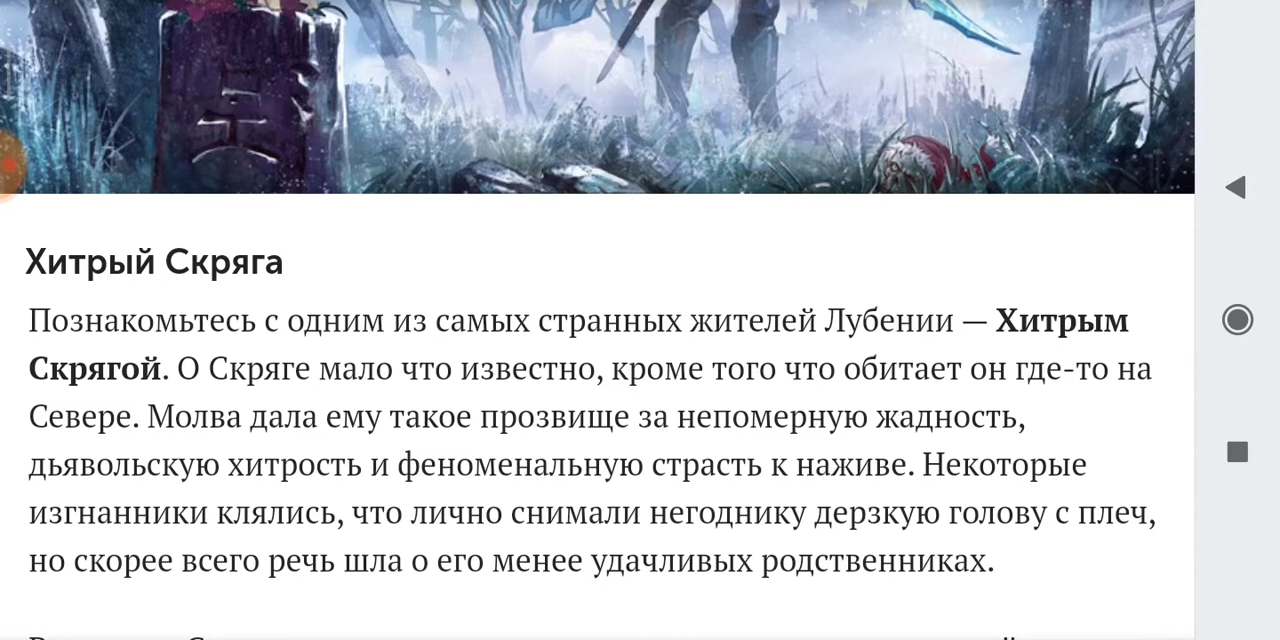 Хитрый Скряга
Познакомьтесь с одним из самых странных жителей Лубении — Хитрым
Скрягой. О Скряге мало что известно, кроме того что обитает он где-то на
Севере. Молва дала ему такое прозвище за непомерную жадность,
дьявольскую хитрость и феноменальную страсть к наживе. Некоторые
изгнанники клялись, что лично снимали негоднику дерзкую голову с плеч,
но скорее всего речь шла о его менее удачливых родственниках.